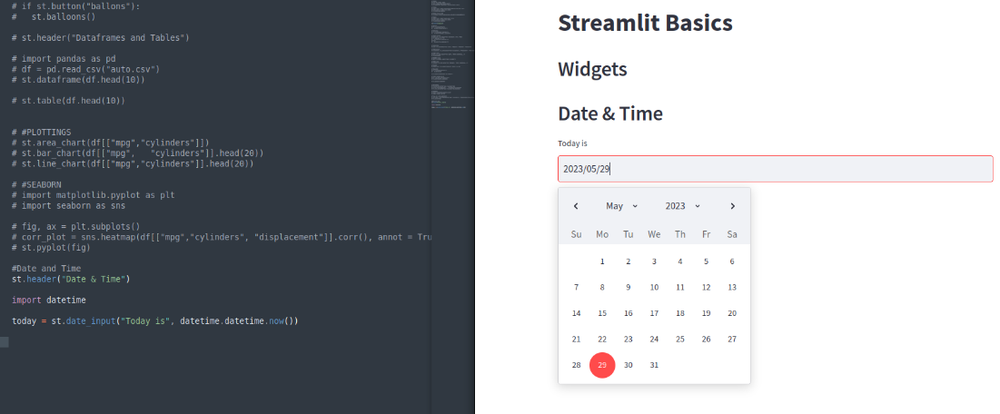 # if st.button("ballons"):
#   st.balloons()
# st.header("Dataframes and Tables")
# import pandas as pd
# df = pd.read_csv("auto.csv")
# st.dataframe(df.head(10))
# st.table(df.head(10))
# #PLOTTINGS
# st.area_chart(df[["mpg","cylinders"]])
# st.bar_chart(df[["mpg",   "cylinders"]].head(20))
# st.line_chart(df[["mpg","cylinders"]].head(20))
# #SEABORN
# import matplotlib.pyplot as plt
# import seaborn as sns
# fig, ax = plt.subplots()
# corr_plot = sns.heatmap(df[["mpg","cylinders", "displacement"]].corr(), annot = Tru
# st.pyplot(fig)
#Date and Time
st.header("Date & Time")
import datetime
today = st.date_input("Today is", datetime.datetime.now())
Streamlit Basics
Widgets
Date & Time
Today is
2023/05/29
May 2023
Su Mo Tu We Th Fr Sa
1 2 3 4 5 6
7 8 9 10 11 12 13
14 15 16 17 18 19 20
21 22 23 24 25 26 27
28 29 30 31